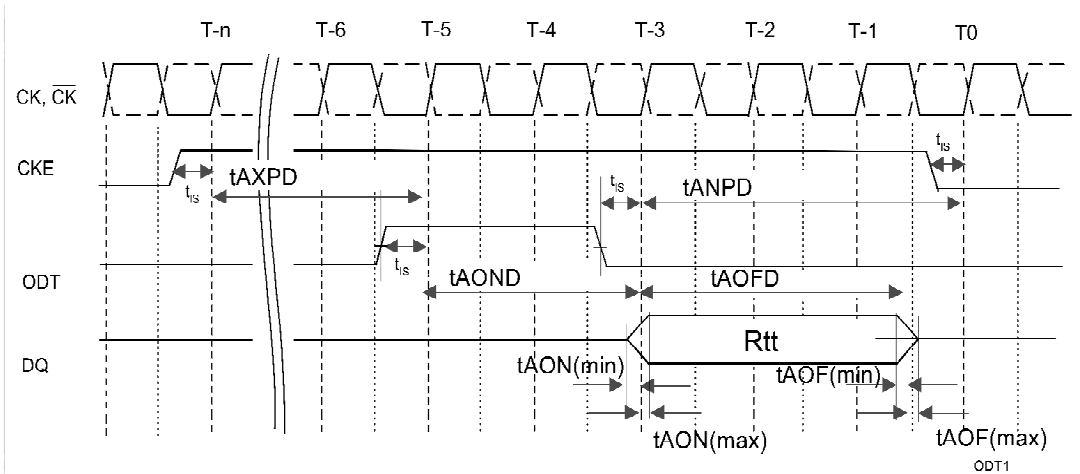 T-n T-6 T-5 T-4 T-3 T-2 T-1 T0
CK, C̅K̅
CKE
tIS
tAXPD
tIS
tANPD
tIS
ODT
tIS
tAOND
tAOFD
DQ
Rtt
tAON(min)
tAOF(min)
tAON(max)
tAOF(max)
ODT1